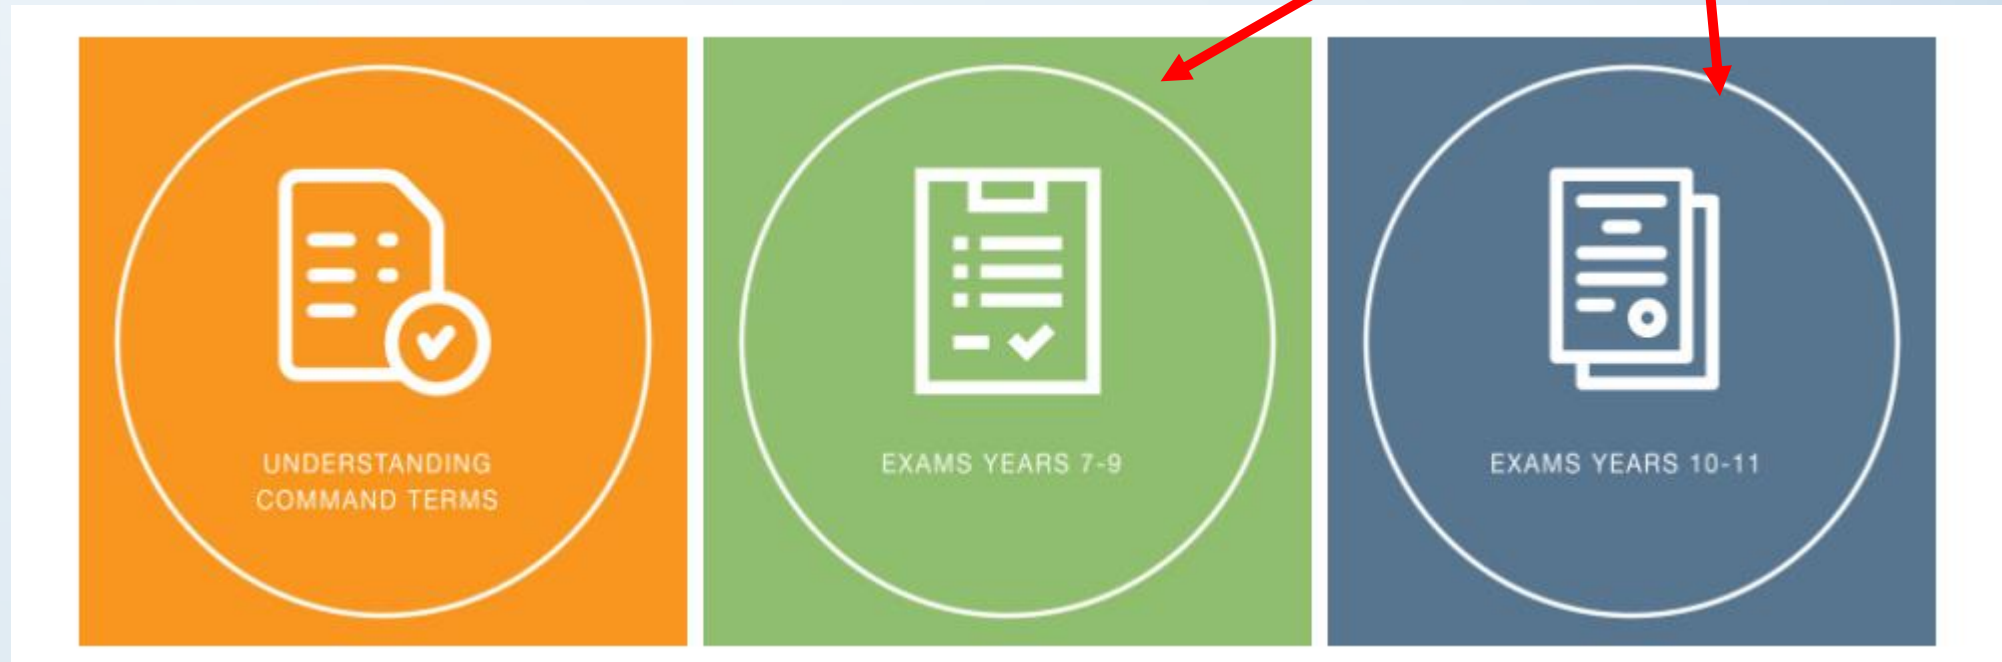 UNDERSTANDING
COMMAND TERMS
EXAMS YEARS 7-9
EXAMS YEARS 10-11